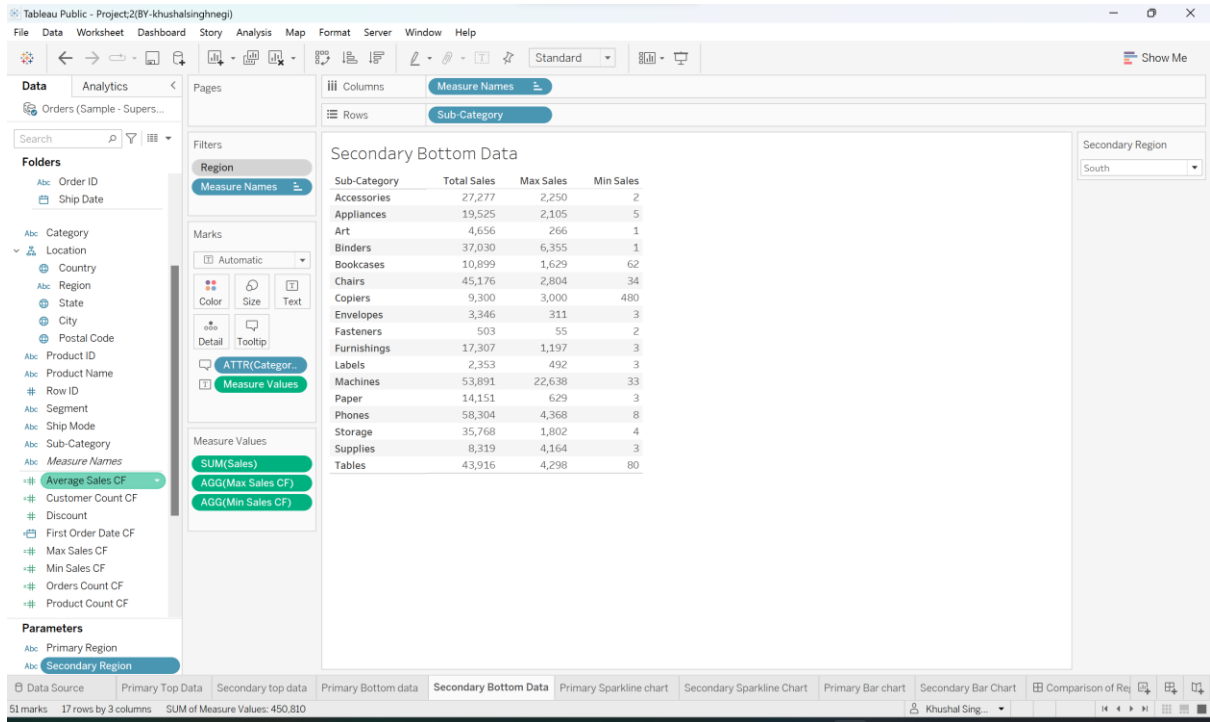 Tableau Public - Project;2(BY-khushalsinghnegi)
File Data Worksheet Dashboard Story Analysis Map Format Server Window Help
Standard
Show Me
Data Analytics
Orders (Sample - Supers...
Search
Folders
Abc Order ID
Ship Date
Abc Category
Location
Country
Abc Region
State
City
Postal Code
Abc Product ID
Abc Product Name
# Row ID
Abc Segment
Abc Ship Mode
Abc Sub-Category
Abc Measure Names
=# Average Sales CF
=# Customer Count CF
# Discount
First Order Date CF
=# Max Sales CF
=# Min Sales CF
=# Orders Count CF
=# Product Count CF
Parameters
Abc Primary Region
Abc Secondary Region
Pages
Filters
Region
Measure Names
Marks
T Automatic
Color Size Text
Detail Tooltip
ATTR(Categor..
T Measure Values
Measure Values
SUM(Sales)
AGG(Max Sales CF)
AGG(Min Sales CF)
Columns Measure Names
Rows Sub-Category
Secondary Bottom Data
Sub-Category Total Sales Max Sales Min Sales
Accessories 27,277 2,250 2
Appliances 19,525 2,105 5
Art 4,656 266 1
Binders 37,030 6,355 1
Bookcases 10,899 1,629 62
Chairs 45,176 2,804 34
Copiers 9,300 3,000 480
Envelopes 3,346 311 3
Fasteners 503 55 2
Furnishings 17,307 1,197 3
Labels 2,353 492 3
Machines 53,891 22,638 33
Paper 14,151 629 3
Phones 58,304 4,368 8
Storage 35,768 1,802 4
Supplies 8,319 4,164 3
Tables 43,916 4,298 80
Secondary Region
South
Data Source Primary Top Data Secondary top data Primary Bottom data Secondary Bottom Data Primary Sparkline chart Secondary Sparkline Chart Primary Bar chart Secondary Bar Chart Comparison of Re
51 marks 17 rows by 3 columns SUM of Measure Values: 450,810 Khushal Sing...